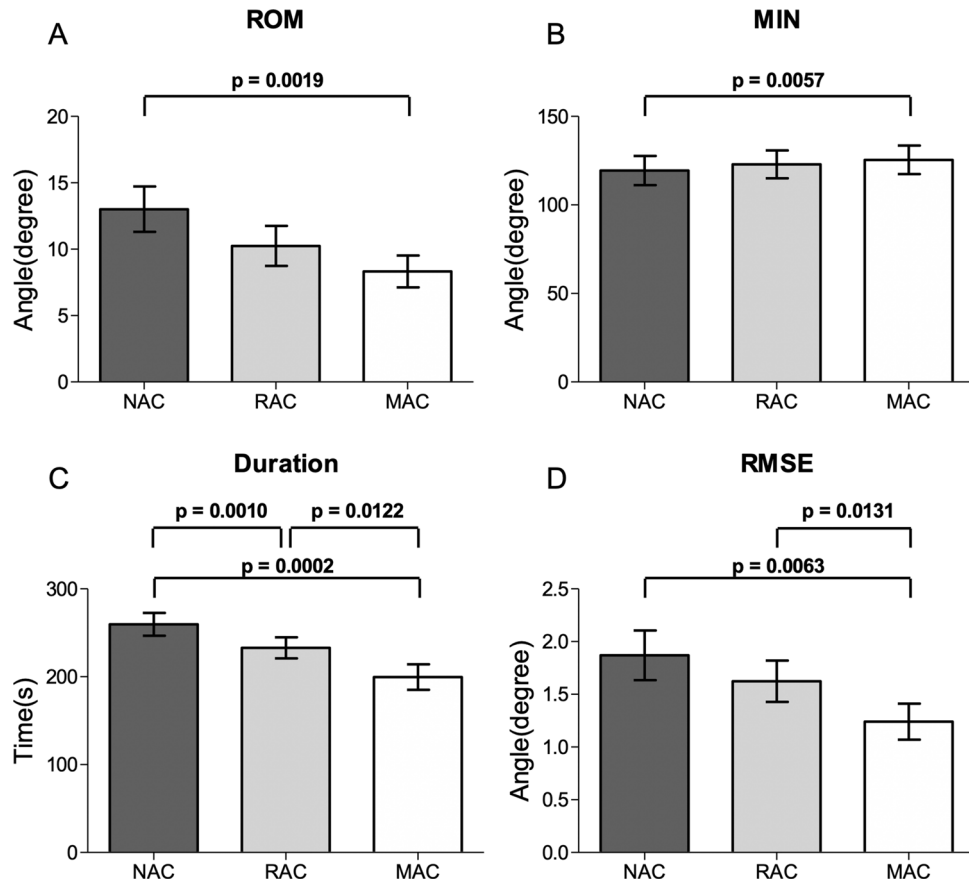 A
ROM
p = 0.0019
20
15
10
5
0
Angle(degree)
NAC RAC MAC
B
MIN
p = 0.0057
150
100
50
0
Angle(degree)
NAC RAC MAC
C
Duration
p = 0.0010 p = 0.0122
p = 0.0002
300
200
100
0
Time(s)
NAC RAC MAC
D
RMSE
p = 0.0131
p = 0.0063
2.5
2.0
1.5
1.0
0.5
0.0
Angle(degree)
NAC RAC MAC